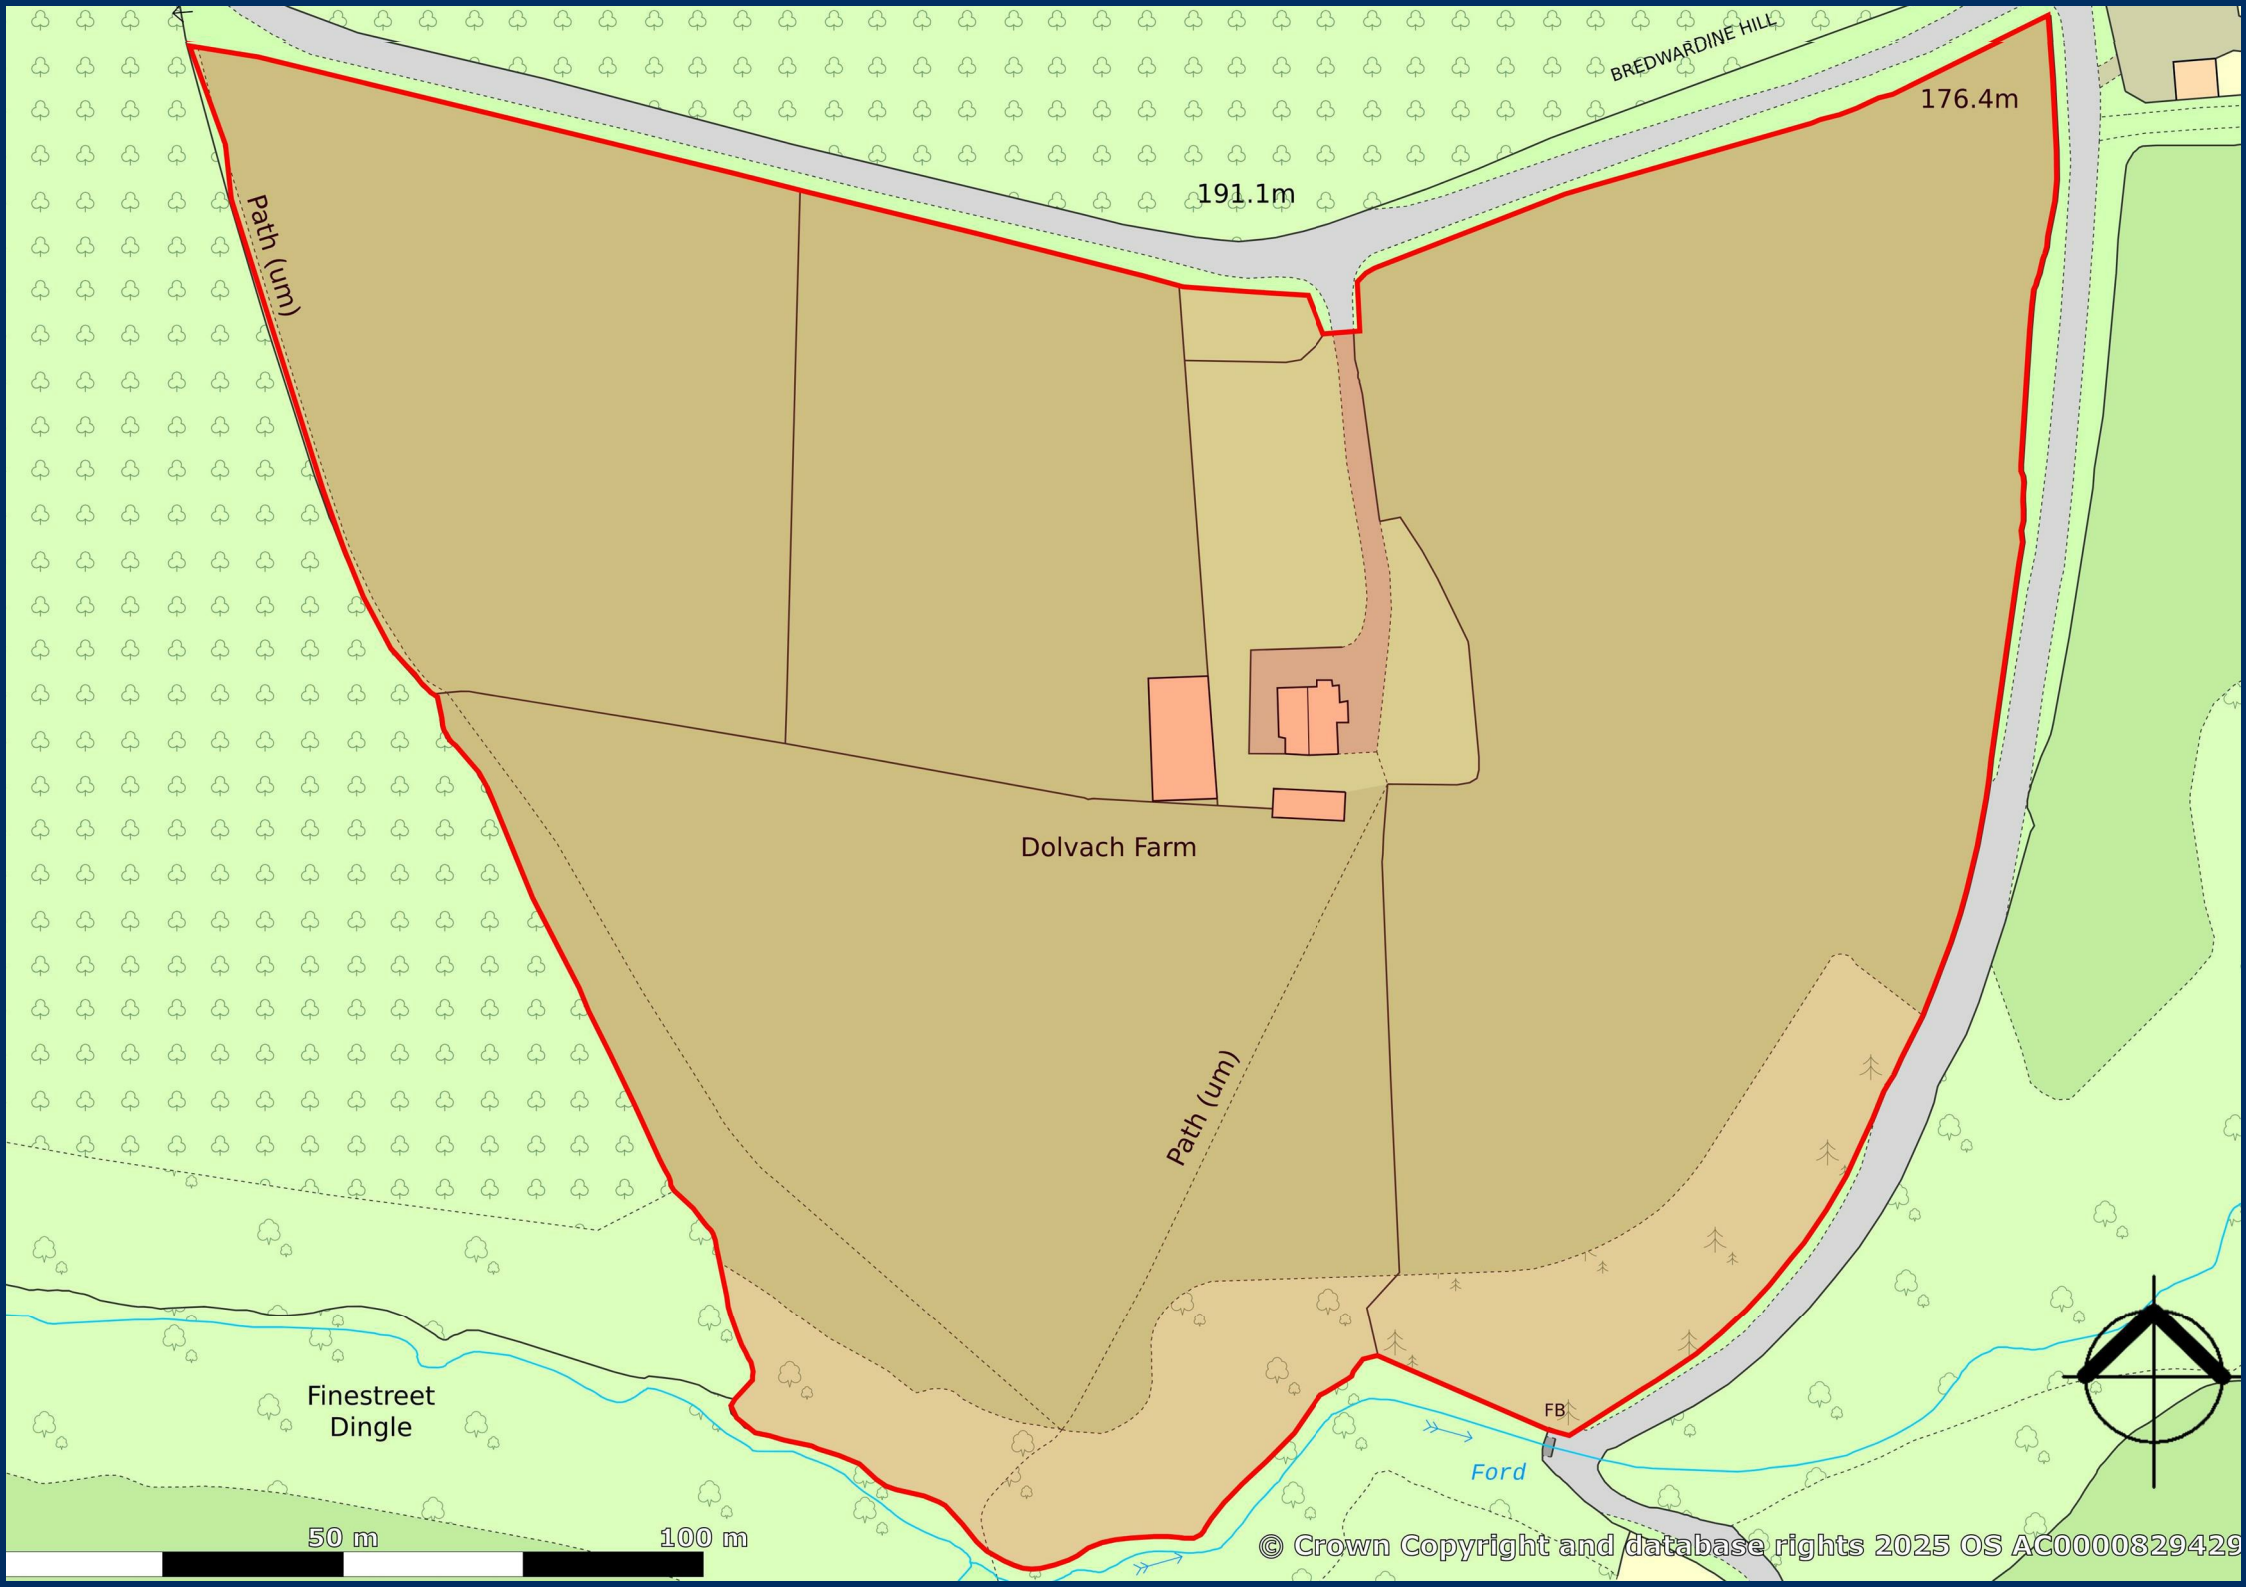 BREDWARDINE HILL
176.4m
191.1m
Path (um)
Dolvach Farm
Path (um)
Finestreet
Dingle
FB
Ford
50 m
100 m
© Crown Copyright and database rights 2025 OS AC0000829429